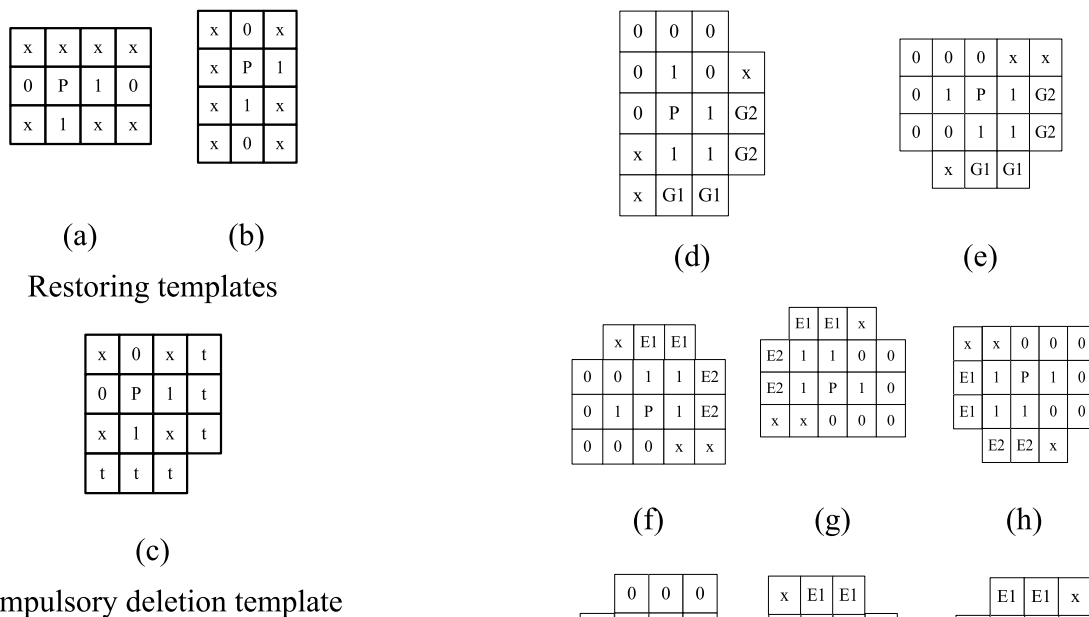 x x x x
0 P 1 0
x 1 x x
(a)
x 0 x
x P 1
x 1 x
x 0 x
(b)
Restoring templates
x 0 x t
0 P 1 t
x 1 x t
t t t
(c)
mpulsory deletion template
0 0 0
0 1 0 x
0 P 1 G2
x 1 1 G2
x G1 G1
(d)
0 0 0 x x
0 1 P 1 G2
0 0 1 1 G2
x G1 G1
(e)
x E1 E1
0 0 1 1 E2
0 1 P 1 E2
0 0 0 x x
(f)
E1 E1 x
E2 1 1 0 0
E2 1 P 1 0
x x 0 0 0
(g)
x x 0 0 0
E1 1 P 1 0
E1 1 1 0 0
E2 E2 x
(h)
0 0 0
x E1 E1
E1 E1 x